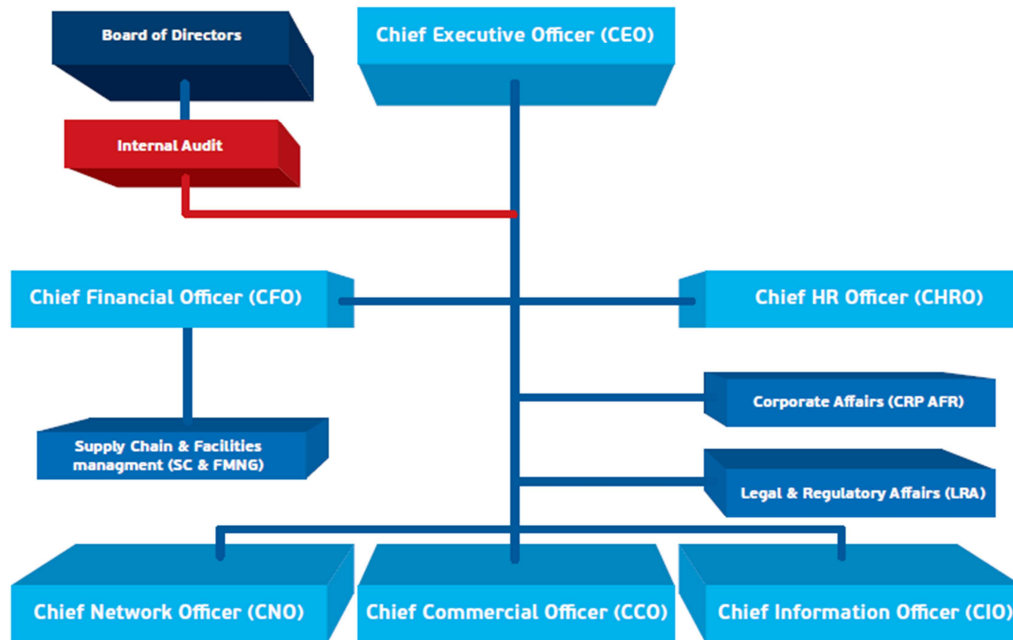 Board of Directors
Chief Executive Officer (CEO)
Internal Audit
Chief Financial Officer (CFO)
Chief HR Officer (CHRO)
Corporate Affairs (CRP AFR)
Supply Chain & Facilities
managment (SC & FMNG)
Legal & Regulatory Affairs (LRA)
Chief Network Officer (CNO)
Chief Commercial Officer (CCO)
Chief Information Officer (CIO)